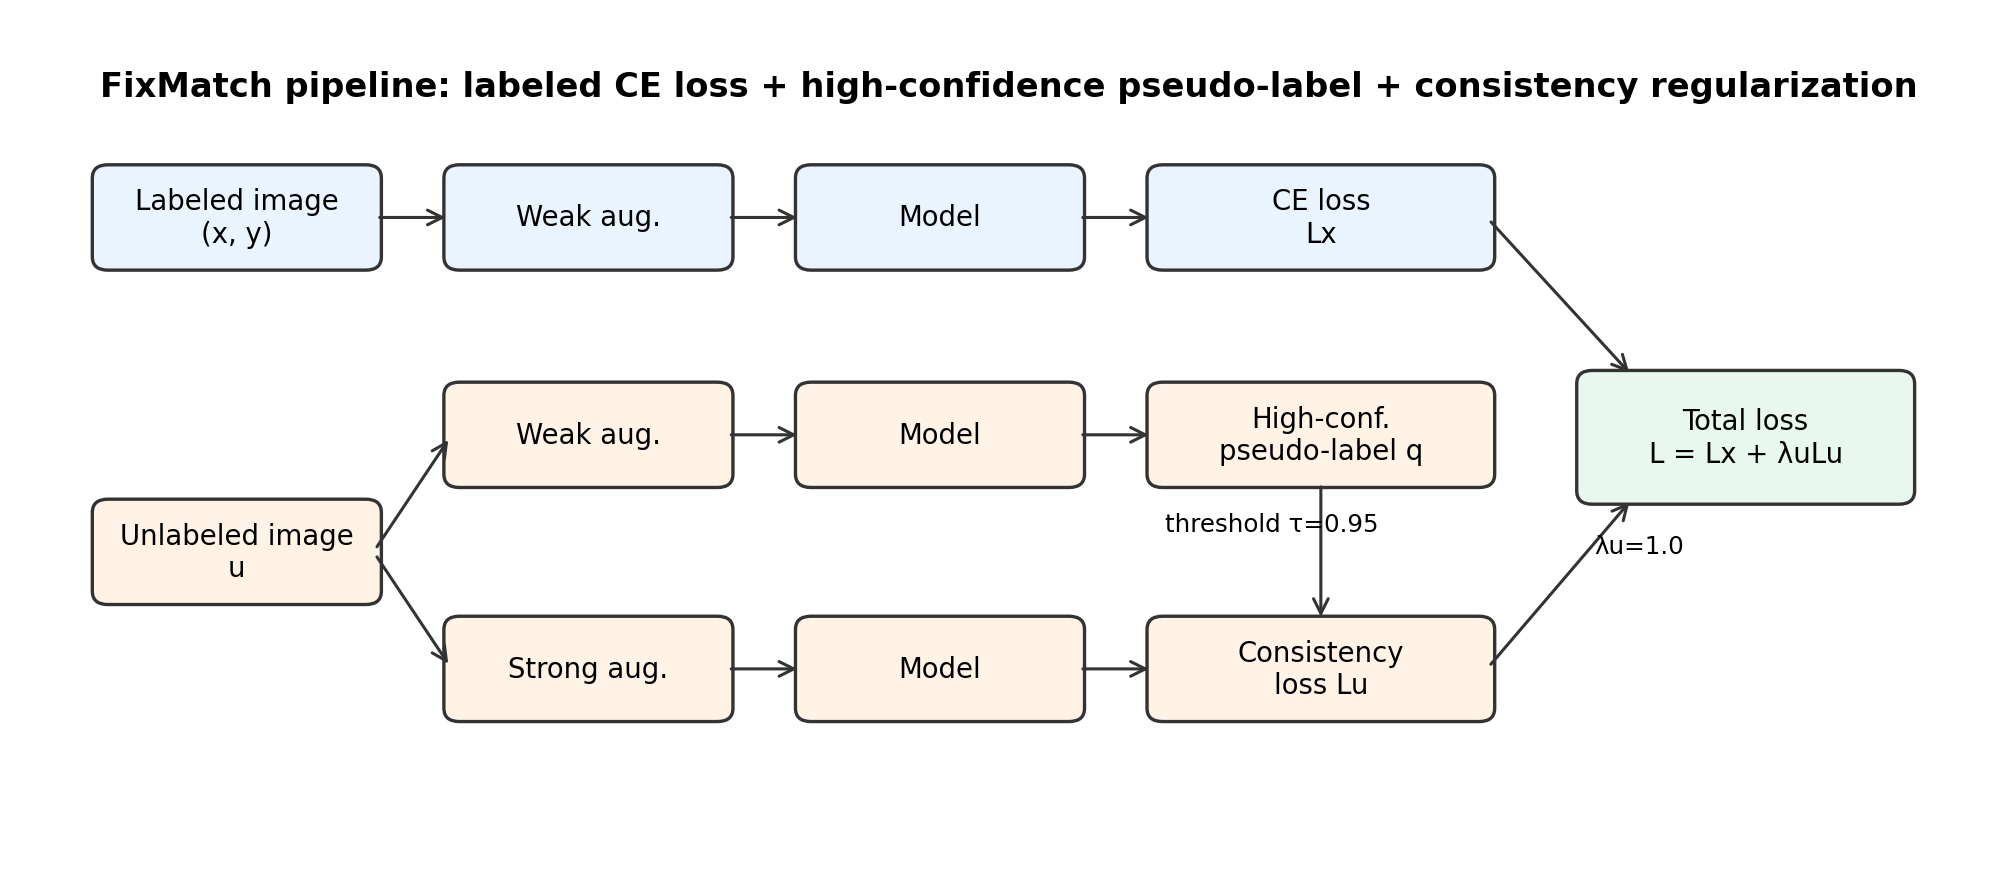 FixMatch pipeline: labeled CE loss + high-confidence pseudo-label + consistency regularization
Labeled image
(x, y)
Weak aug.
Model
CE loss
Lx
Weak aug.
Model
High-conf.
pseudo-label q
Total loss
L = Lx + λuLu
threshold τ=0.95
λu=1.0
Unlabeled image
u
Strong aug.
Model
Consistency
loss Lu